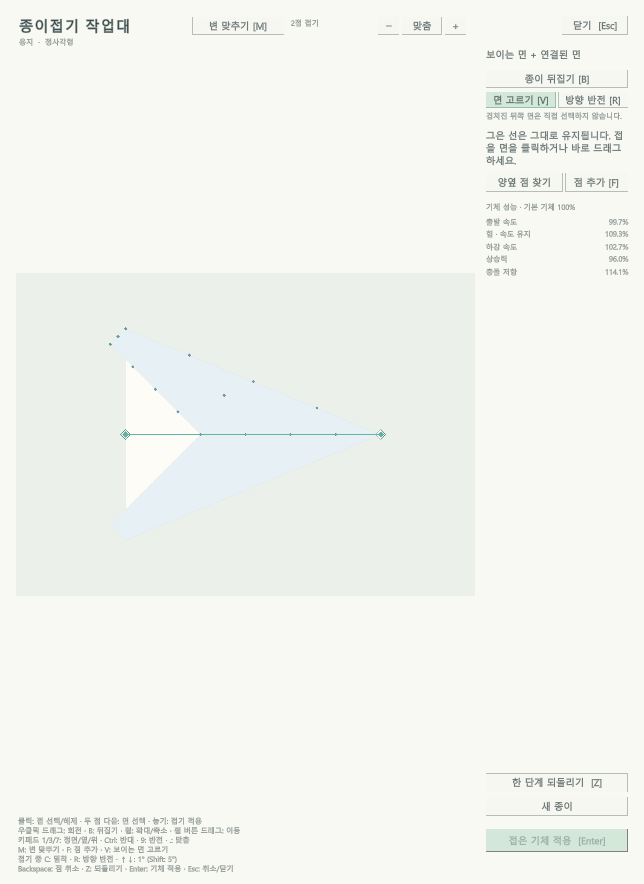 종이접기 작업대
용지 · 정사각형
변 맞추기 [M]
2점 접기
−
맞춤
+
닫기 [Esc]
보이는 면 + 연결된 면
종이 뒤집기 [B]
면 고르기 [V]
방향 반전 [R]
겹쳐진 뒤쪽 면은 직접 선택하지 않습니다.
그은 선은 그대로 유지됩니다. 접
을 면을 클릭하거나 바로 드래그
하세요.
양옆 점 찾기
점 추가 [F]
기체 성능 · 기본 기체 100%
출발 속도 99.7%
힘 · 속도 유지 109.3%
하강 속도 102.7%
상승력 96.0%
충돌 저항 114.1%
한 단계 되돌리기 [Z]
새 종이
접은 기체 적용 [Enter]
클릭: 점 선택/해제 · 두 점 다음: 면 선택 · 놓기: 접기 적용
우클릭 드래그: 회전 · B: 뒤집기 · 휠: 확대/축소 · 휠 버튼 드래그: 이동
키패드 1/3/7: 정면/옆/위 · Ctrl: 반대 · 9: 반전 · .: 맞춤
M: 변 맞추기 · F: 점 추가 · V: 보이는 면 고르기
접기 중 C: 밀착 · R: 방향 반전 · ↑ ↓: 1° (Shift: 5°)
Backspace: 점 취소 · Z: 되돌리기 · Enter: 기체 적용 · Esc: 취소/닫기